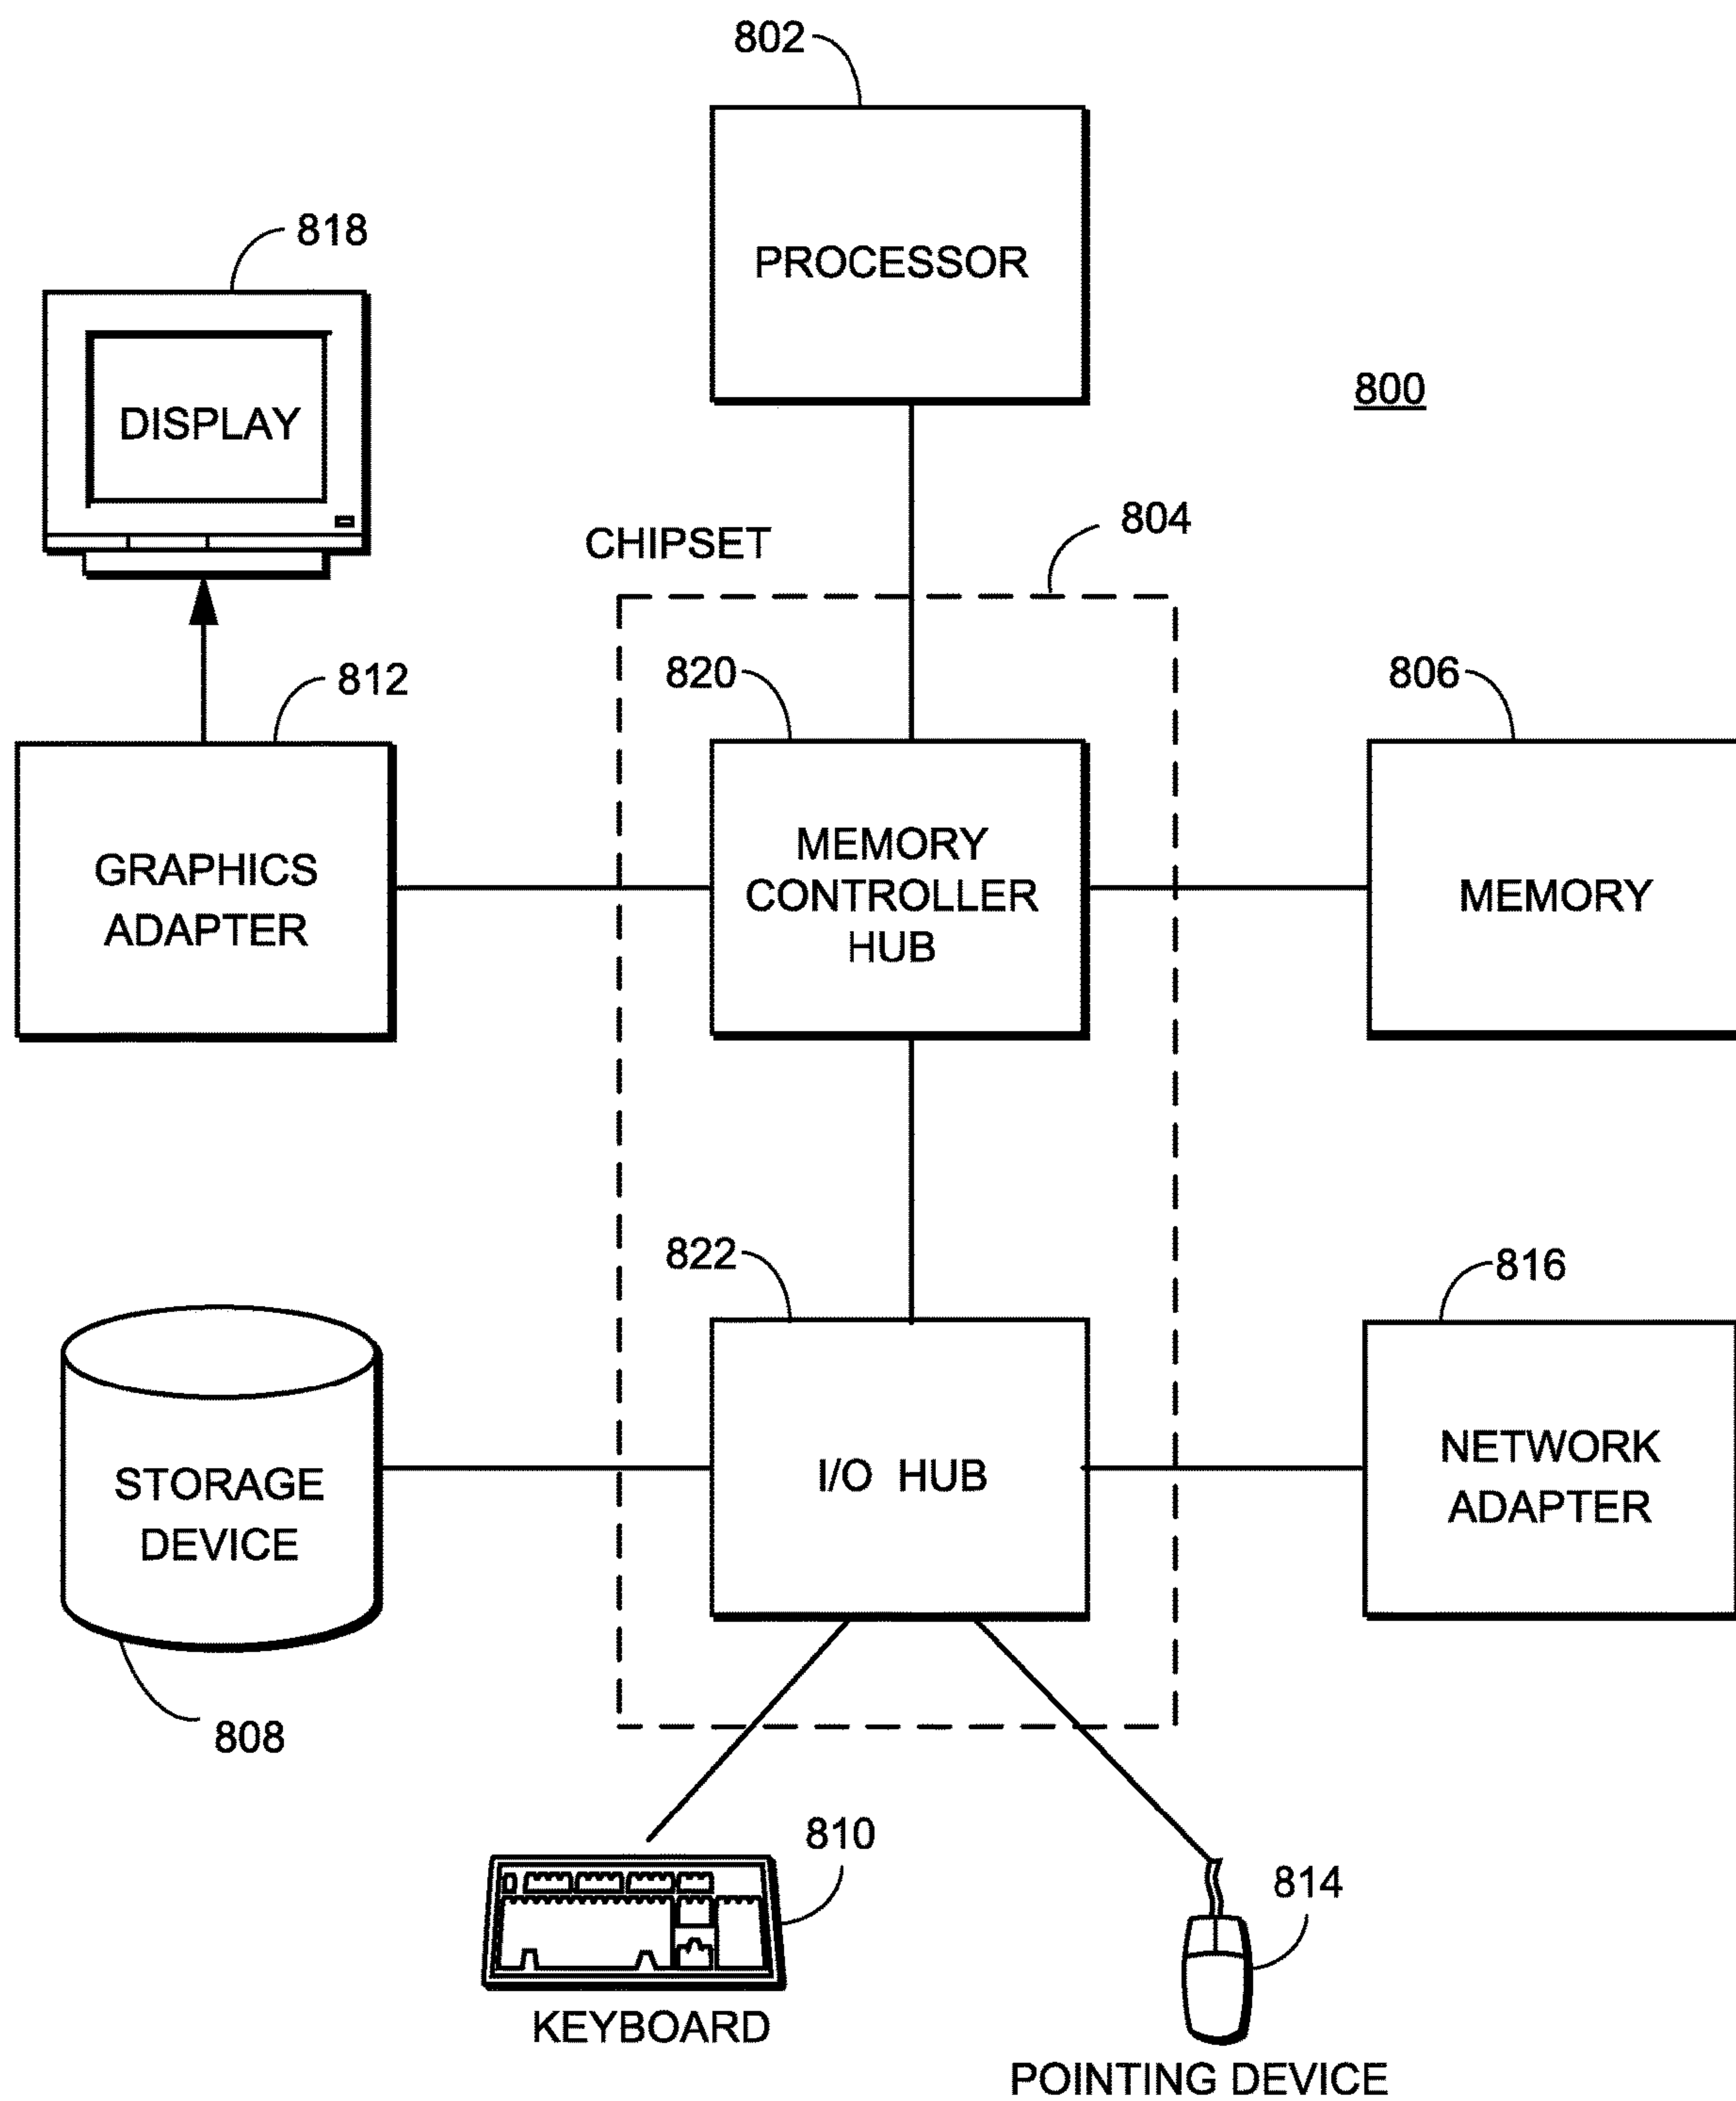 802
PROCESSOR
818
DISPLAY
800
CHIPSET
804
812
820
806
GRAPHICS
ADAPTER
MEMORY
CONTROLLER
HUB
MEMORY
822
816
STORAGE
DEVICE
I/O HUB
NETWORK
ADAPTER
808
810
KEYBOARD
814
POINTING DEVICE